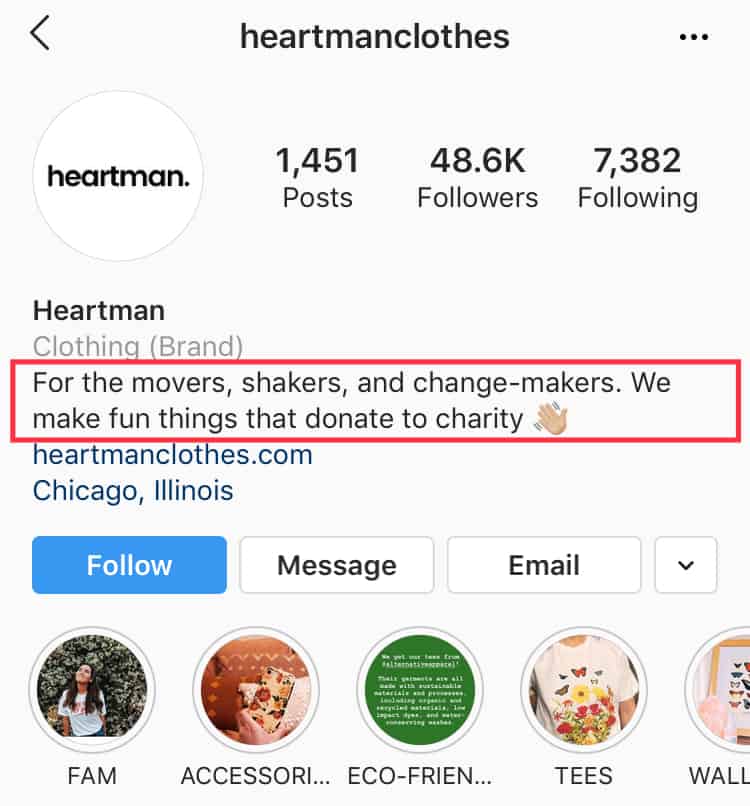 heartmanclothes
heartman.
1,451 48.6K 7,382
Posts Followers Following
Heartman
Clothing (Brand)
For the movers, shakers, and change-makers. We
make fun things that donate to charity 👋🏼
heartmanclothes.com
Chicago, Illinois
Follow Message Email
We get our tees from
@alternativeapparel!
Their garments are all
made with sustainable
materials and processes,
including organic and
recycled materials, low
impact dyes, and water-
conserving washes.
FAM ACCESSORI... ECO-FRIEN... TEES WALL